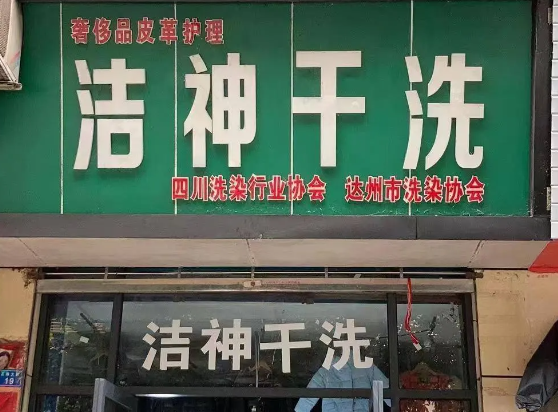 奢侈品皮革护理
洁神干洗
四川洗染行业协会 达州市洗染协会
洁神干洗
19